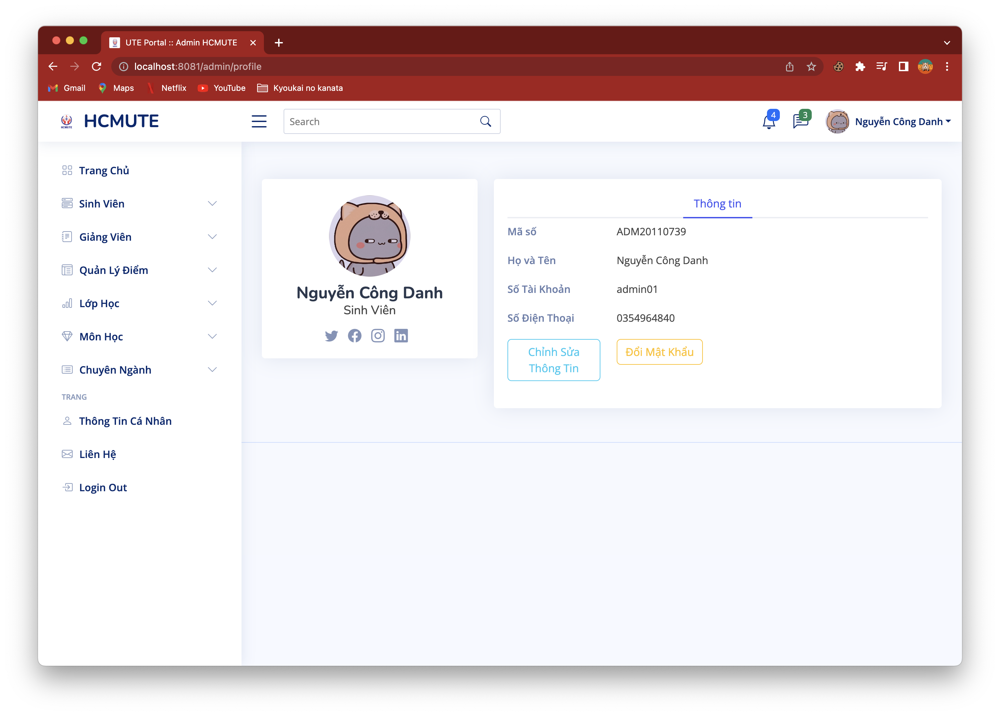 UTE Portal :: Admin HCMUTE
localhost:8081/admin/profile
Gmail
Maps
Netflix
YouTube
Kyoukai no kanata
HCMUTE
HCMUTE
Search
4
3
Nguyễn Công Danh
Trang Chủ
Sinh Viên
Giảng Viên
Quản Lý Điểm
Lớp Học
Môn Học
Chuyên Ngành
TRANG
Thông Tin Cá Nhân
Liên Hệ
Login Out
Nguyễn Công Danh
Sinh Viên
Thông tin
Mã số ADM20110739
Họ và Tên Nguyễn Công Danh
Số Tài Khoản admin01
Số Điện Thoại 0354964840
Chỉnh Sửa
Thông Tin
Đổi Mật Khẩu